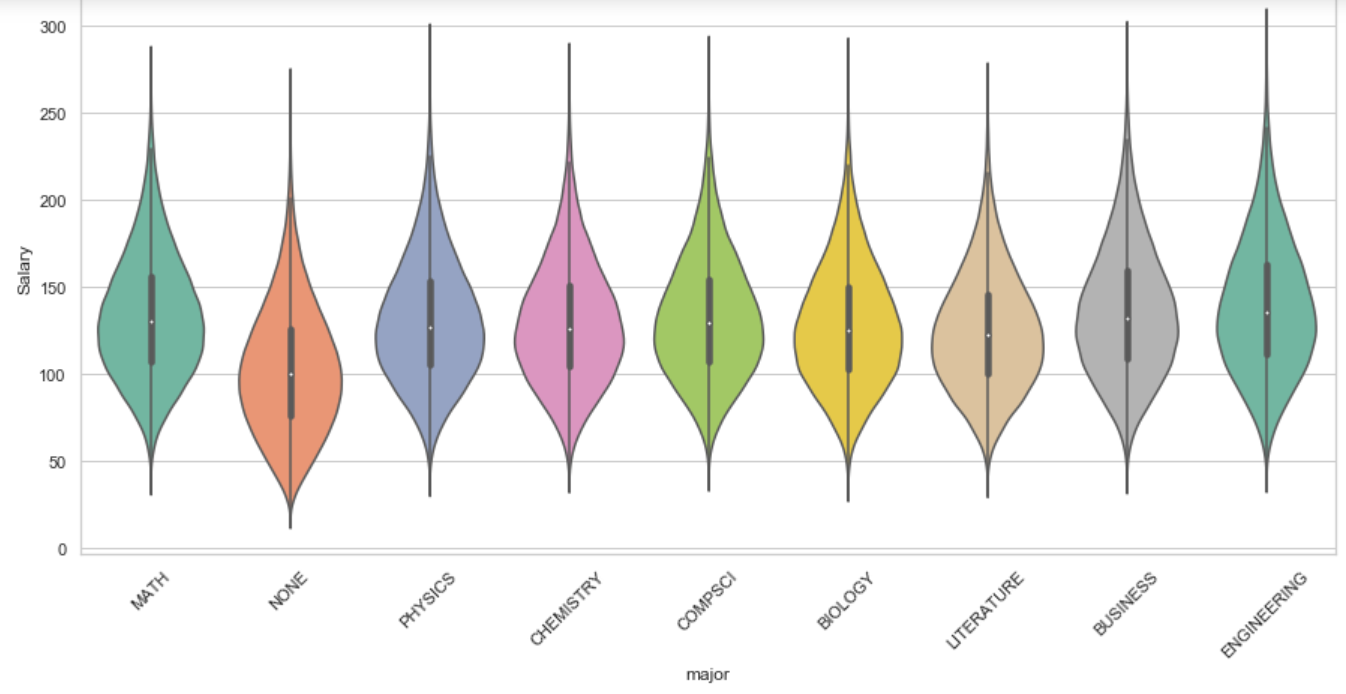 300
250
200
150
100
50
0
Salary
MATH
NONE
PHYSICS
CHEMISTRY
COMPSCI
BIOLOGY
LITERATURE
BUSINESS
ENGINEERING
major